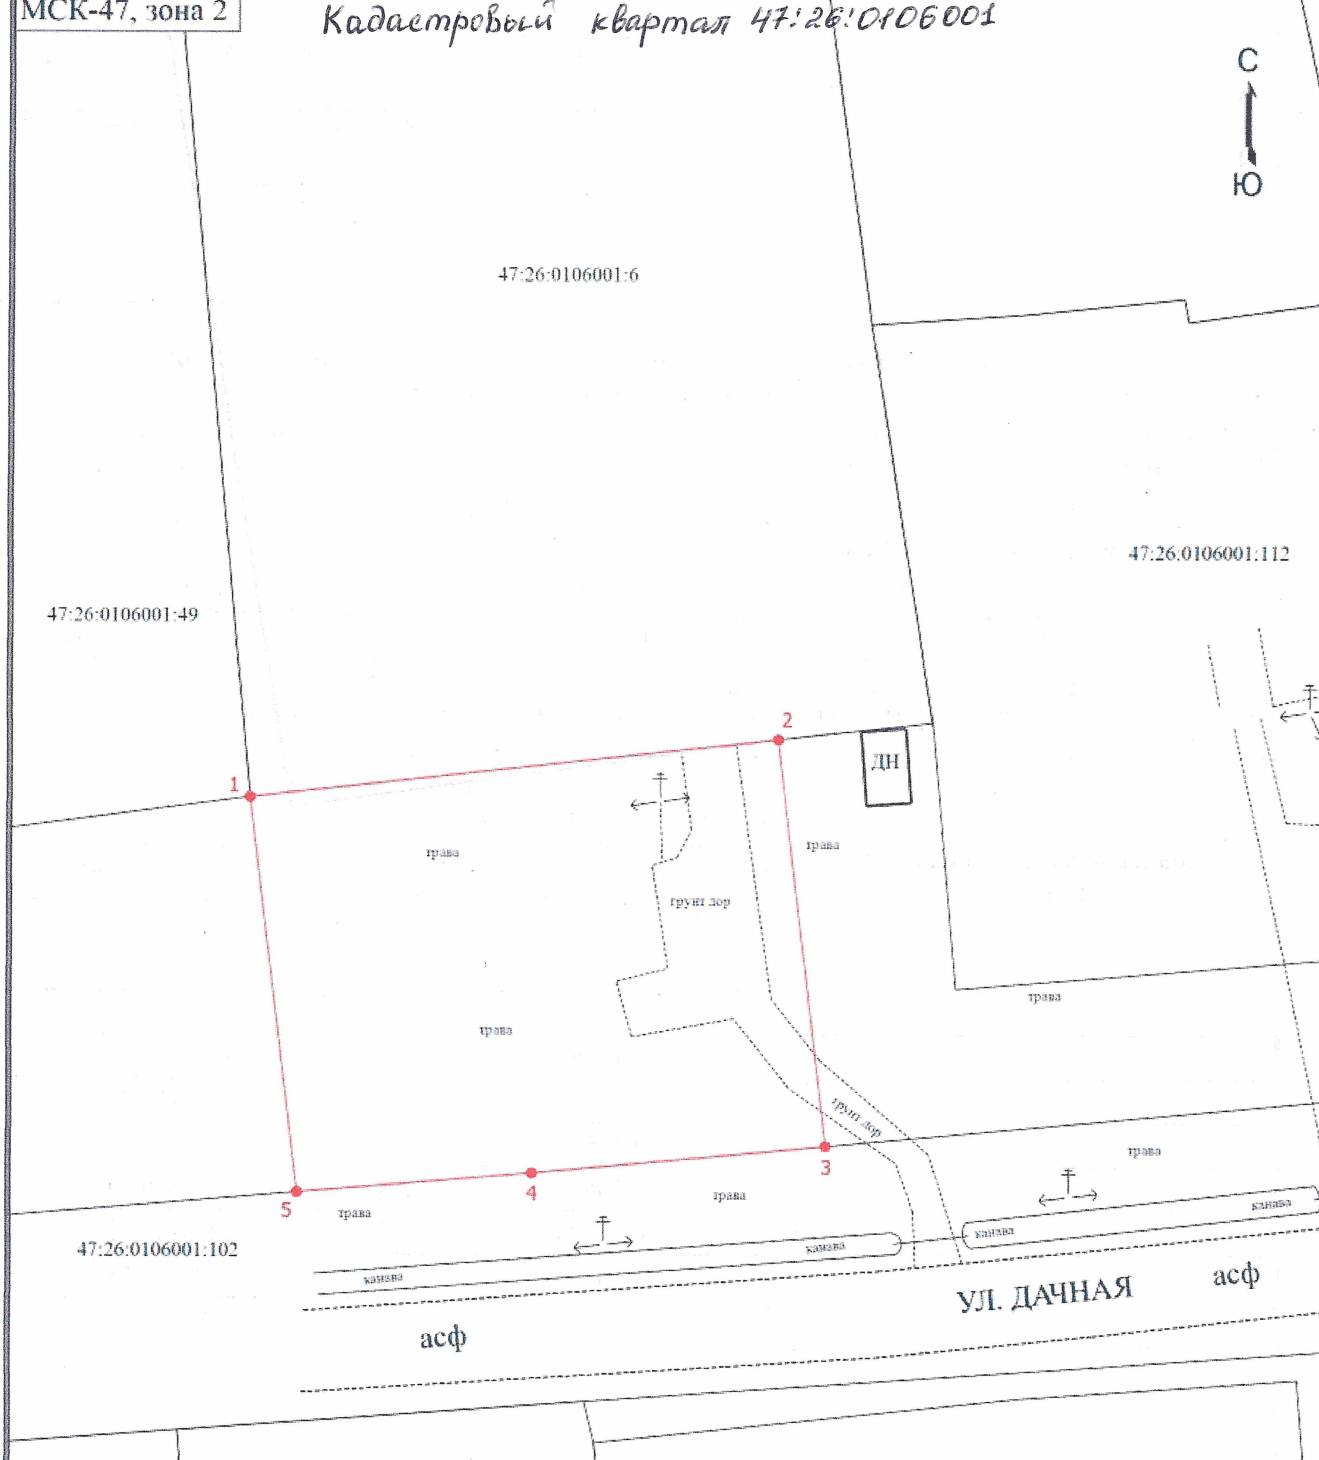 МСК-47, зона 2
Кадастровый квартал 47:26:0106001
С
Ю
47:26:0106001:6
47:26:0106001:112
47:26:0106001:49
2
1
ДН
трава
трава
грунт дор
трава
трава
грунт дор
трава
3
4
5
трава
трава
47:26:0106001:102
канава
канава
канава
канава
УЛ. ДАЧНАЯ
асф
асф